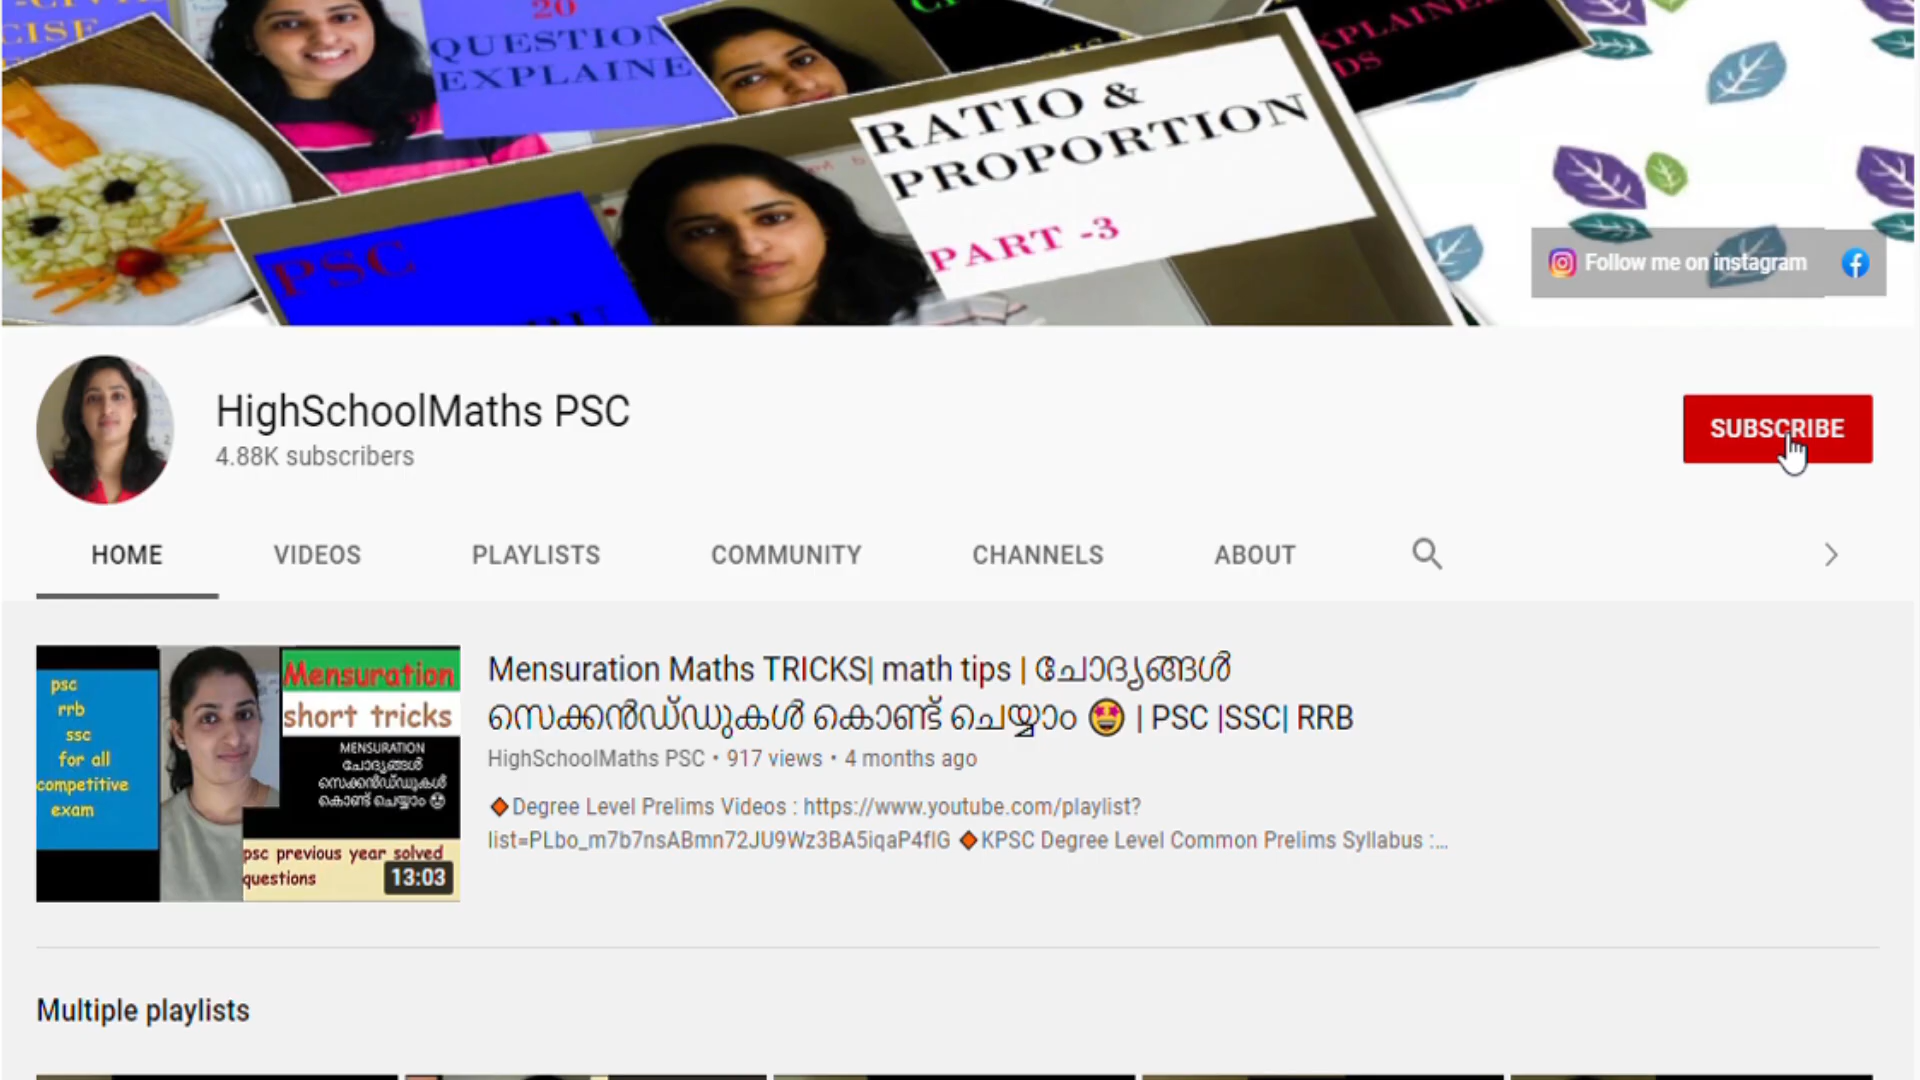 CISE
20
QUESTION
EXPLAINE
RATIO &
PROPORTION
PART -3
PSC
Follow me on instagram
HighSchoolMaths PSC
4.88K subscribers
SUBSCRIBE
HOME
VIDEOS
PLAYLISTS
COMMUNITY
CHANNELS
ABOUT
psc
rrb
ssc
for all
competitive
exam
Mensuration
short tricks
MENSURATION
ചോദ്യങ്ങൾ
സെക്കൻഡ്ഡുകൾ
കൊണ്ട് ചെയ്യാം
psc previous year solved
questions
13:03
Mensuration Maths TRICKS| math tips | ചോദ്യങ്ങൾ
സെക്കൻഡ്ഡുകൾ കൊണ്ട് ചെയ്യാം 🤩 | PSC |SSC| RRB
HighSchoolMaths PSC • 917 views • 4 months ago
🔶Degree Level Prelims Videos : https://www.youtube.com/playlist?
list=PLbo_m7b7nsABmn72JU9Wz3BA5iqaP4flG 🔶KPSC Degree Level Common Prelims Syllabus :...
Multiple playlists